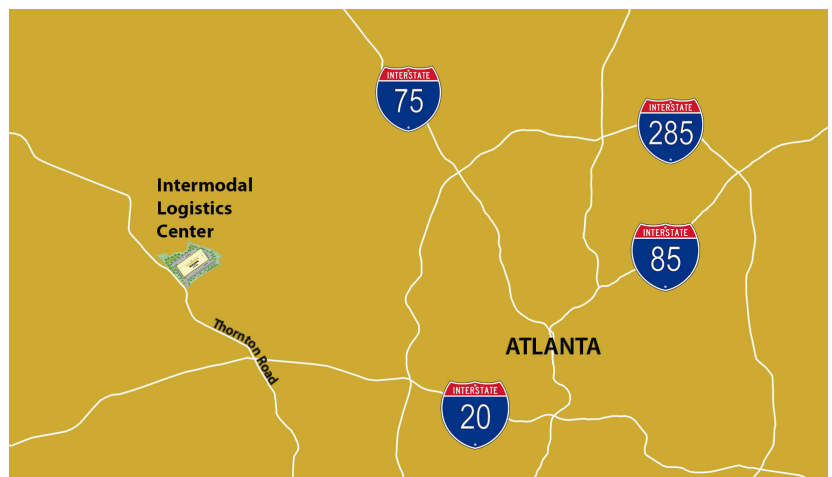 INTERSTATE
75
INTERSTATE
285
Intermodal
Logistics
Center
INTERSTATE
85
Thornton Road
ATLANTA
INTERSTATE
20